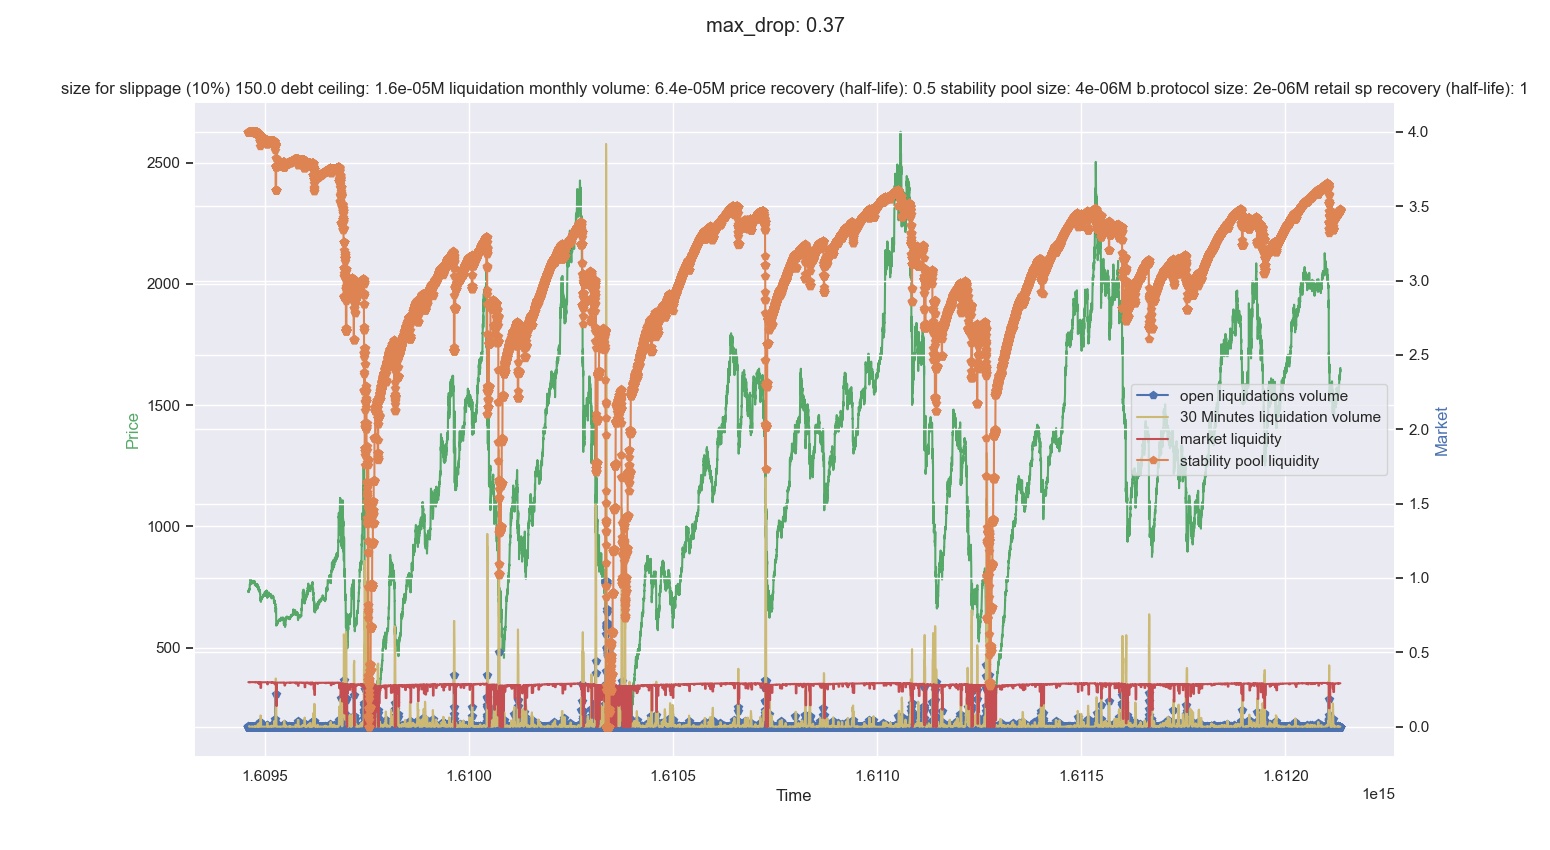 max_drop: 0.37
size for slippage (10%) 150.0 debt ceiling: 1.6e-05M liquidation monthly volume: 6.4e-05M price recovery (half-life): 0.5 stability pool size: 4e-06M b.protocol size: 2e-06M retail sp recovery (half-life): 1
2500
2000
1500
1000
500
Price
4.0
3.5
3.0
2.5
2.0
1.5
1.0
0.5
0.0
Market
open liquidations volume
30 Minutes liquidation volume
market liquidity
stability pool liquidity
1.6095
1.6100
1.6105
1.6110
1.6115
1.6120
1e15
Time